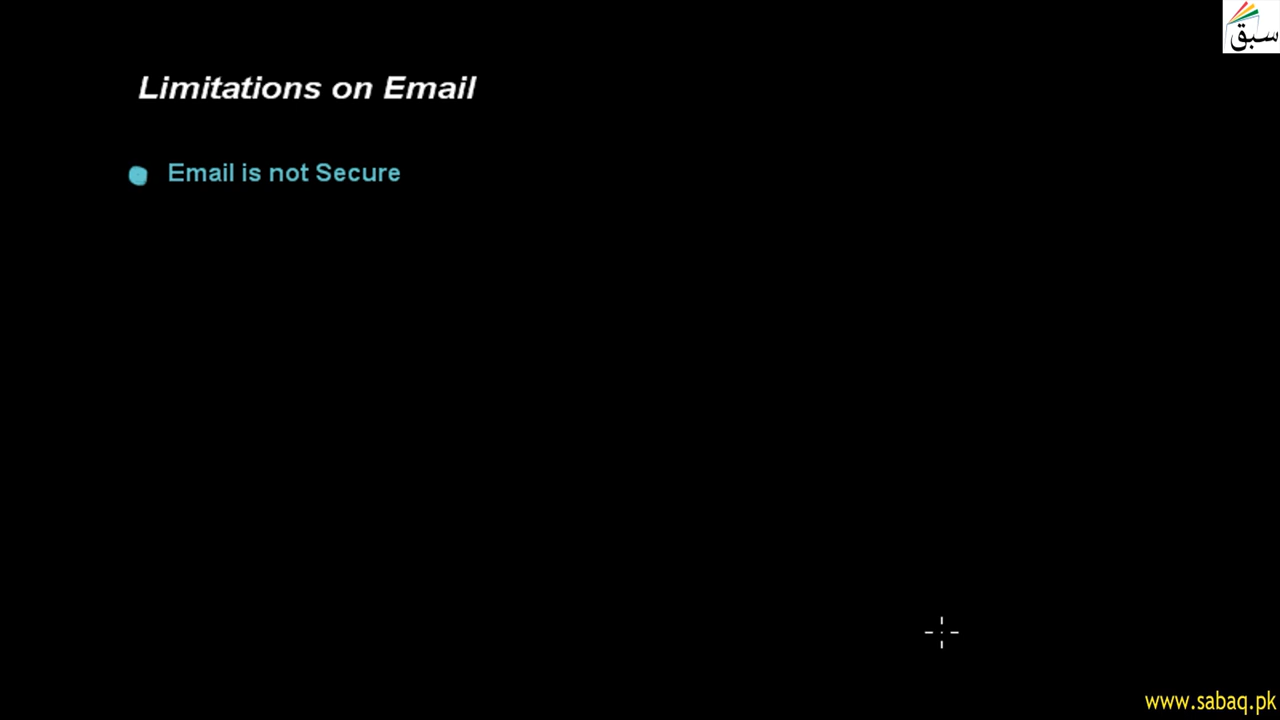 سبق
Limitations on Email
Email is not Secure
www.sabaq.pk